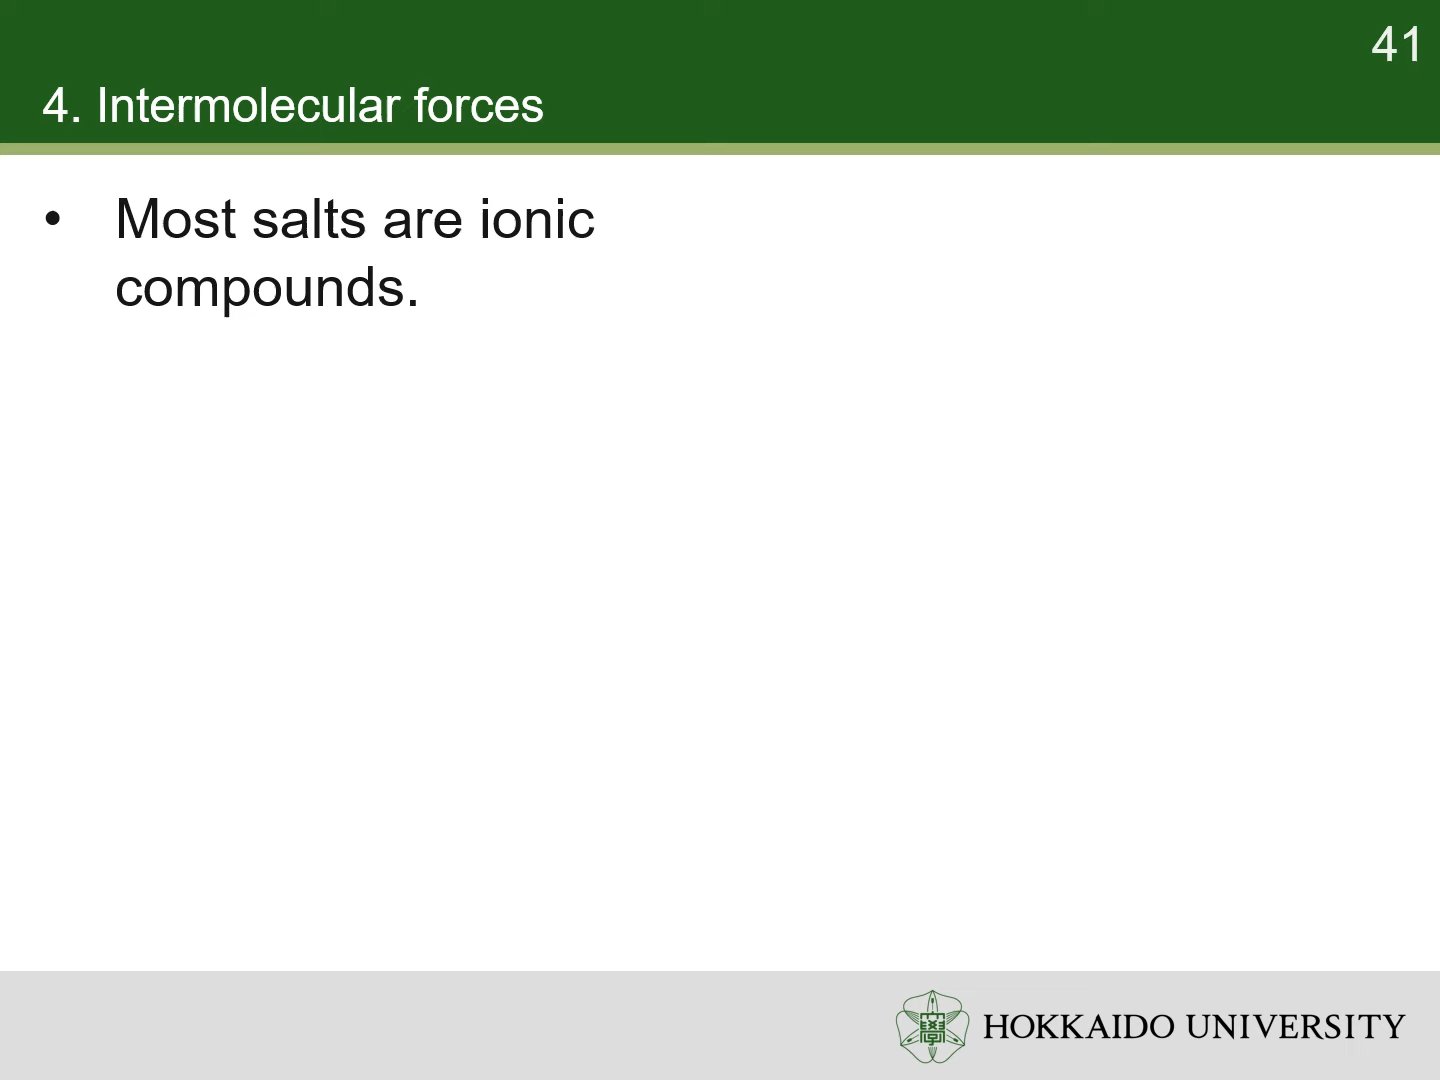 41
4. Intermolecular forces
• Most salts are ionic
compounds.
HOKKAIDO UNIVERSITY